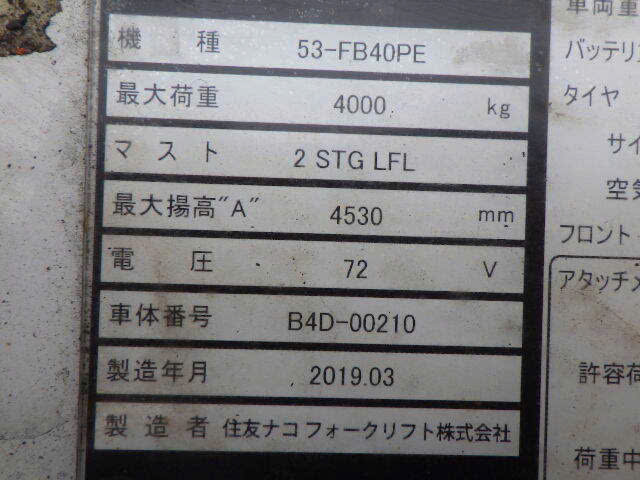 機種 53-FB40PE
最大荷重 4000 kg
マスト 2 STG LFL
最大揚高"A" 4530 mm
電圧 72 V
車体番号 B4D-00210
製造年月 2019.03
製造者 住友ナコ フォークリフト株式会社
車両重
バッテリ
タイヤ
サイ
空気
フロント
アタッチメ
許容荷
荷重中